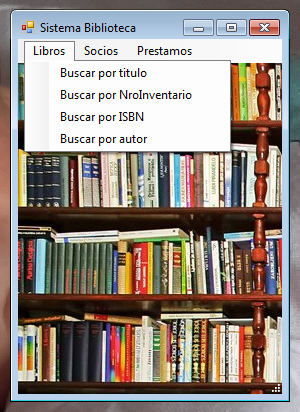 Sistema Biblioteca
Libros Socios Prestamos
Buscar por titulo
Buscar por NroInventario
Buscar por ISBN
Buscar por autor